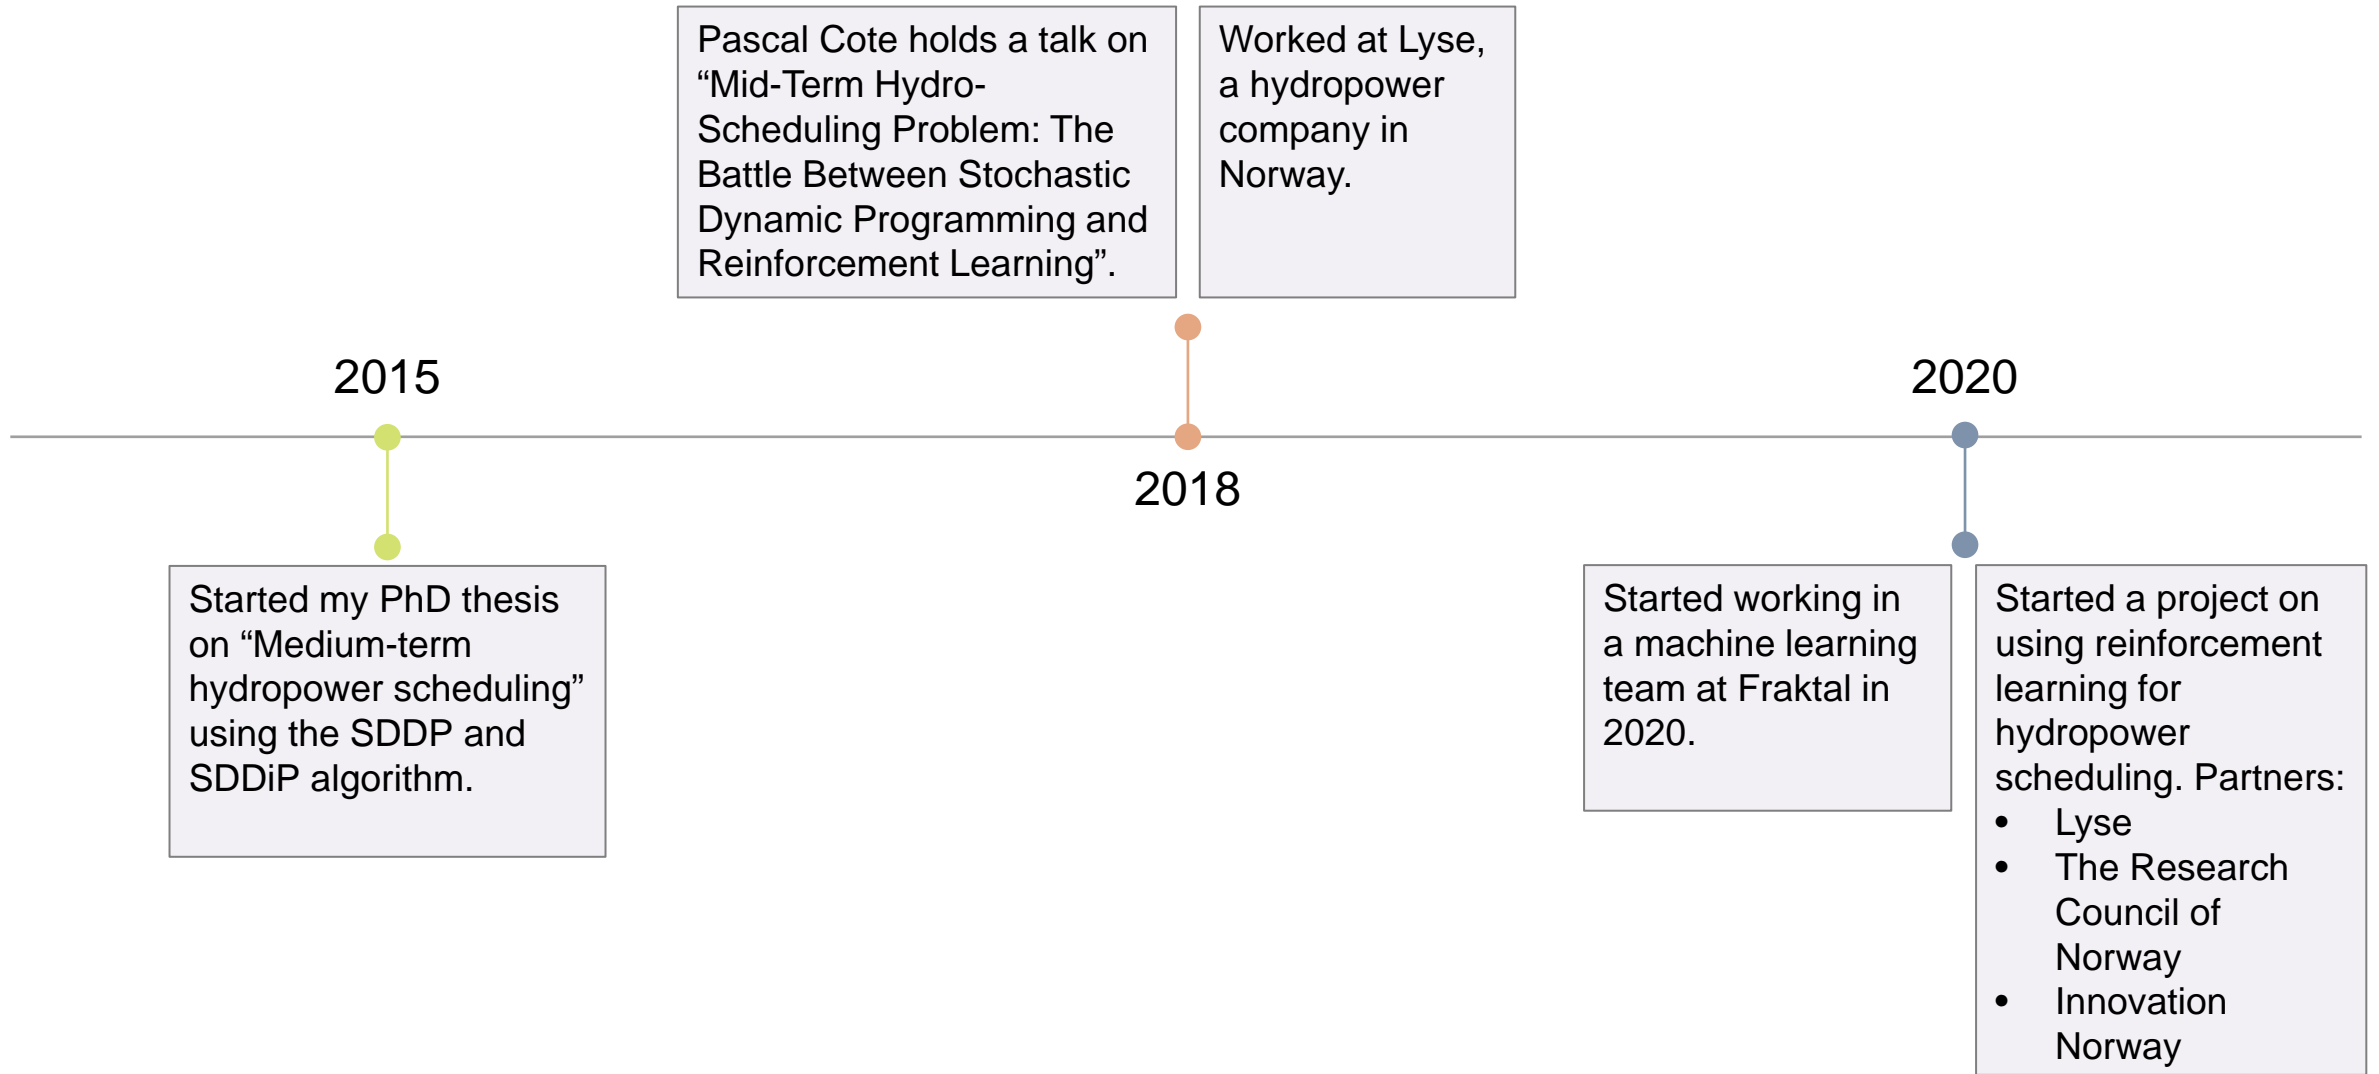 Pascal Cote holds a talk on
“Mid-Term Hydro-
Scheduling Problem: The
Battle Between Stochastic
Dynamic Programming and
Reinforcement Learning”.
Worked at Lyse,
a hydropower
company in
Norway.
2015
2018
2020
Started my PhD thesis
on “Medium-term
hydropower scheduling”
using the SDDP and
SDDiP algorithm.
Started working in
a machine learning
team at Fraktal in
2020.
Started a project on
using reinforcement
learning for
hydropower
scheduling. Partners:
• Lyse
• The Research
Council of
Norway
• Innovation
Norway